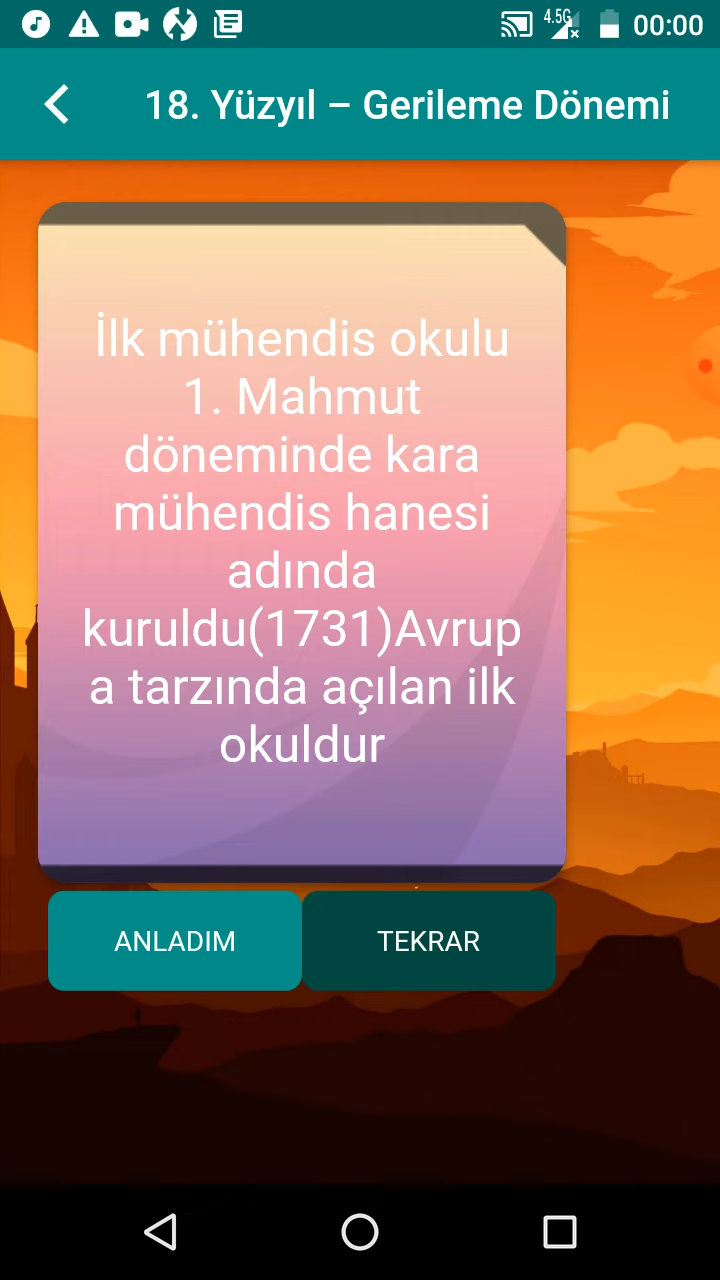 4.5G 00:00
18. Yüzyıl – Gerileme Dönemi
İlk mühendis okulu
1. Mahmut
döneminde kara
mühendis hanesi
adında
kuruldu(1731)Avrup
a tarzında açılan ilk
okuldur
ANLADIM TEKRAR